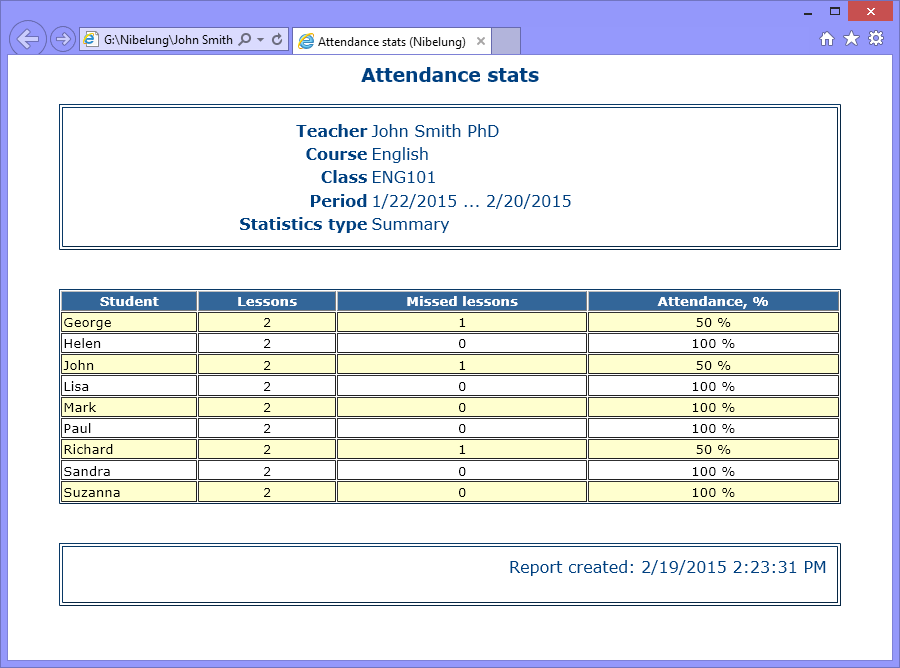 G:\Nibelung\John Smith
Attendance stats (Nibelung)
Attendance stats
Teacher John Smith PhD
Course English
Class ENG101
Period 1/22/2015 ... 2/20/2015
Statistics type Summary
Student Lessons Missed lessons Attendance, %
George 2 1 50 %
Helen 2 0 100 %
John 2 1 50 %
Lisa 2 0 100 %
Mark 2 0 100 %
Paul 2 0 100 %
Richard 2 1 50 %
Sandra 2 0 100 %
Suzanna 2 0 100 %
Report created: 2/19/2015 2:23:31 PM